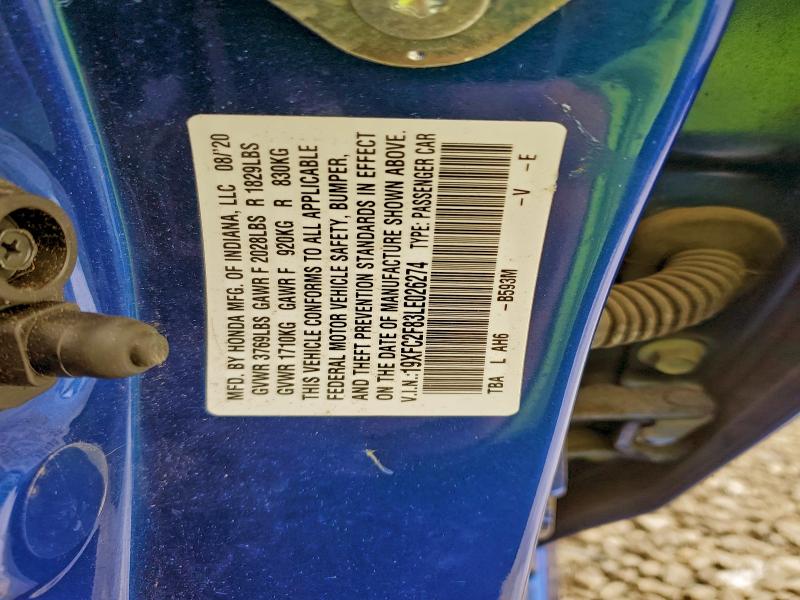 MFD. BY HONDA MFG. OF INDIANA, LLC 08/'20
GVWR 3769LBS GAWR F 2028LBS R 1829LBS
GVWR 1710KG GAWR F 920KG R 830KG
THIS VEHICLE CONFORMS TO ALL APPLICABLE
FEDERAL MOTOR VEHICLE SAFETY, BUMPER,
AND THEFT PREVENTION STANDARDS IN EFFECT
ON THE DATE OF MANUFACTURE SHOWN ABOVE.
V.I.N.:19XFC2F83LE026274 TYPE: PASSENGER CAR
TBA L AH6 -B593M -V -E